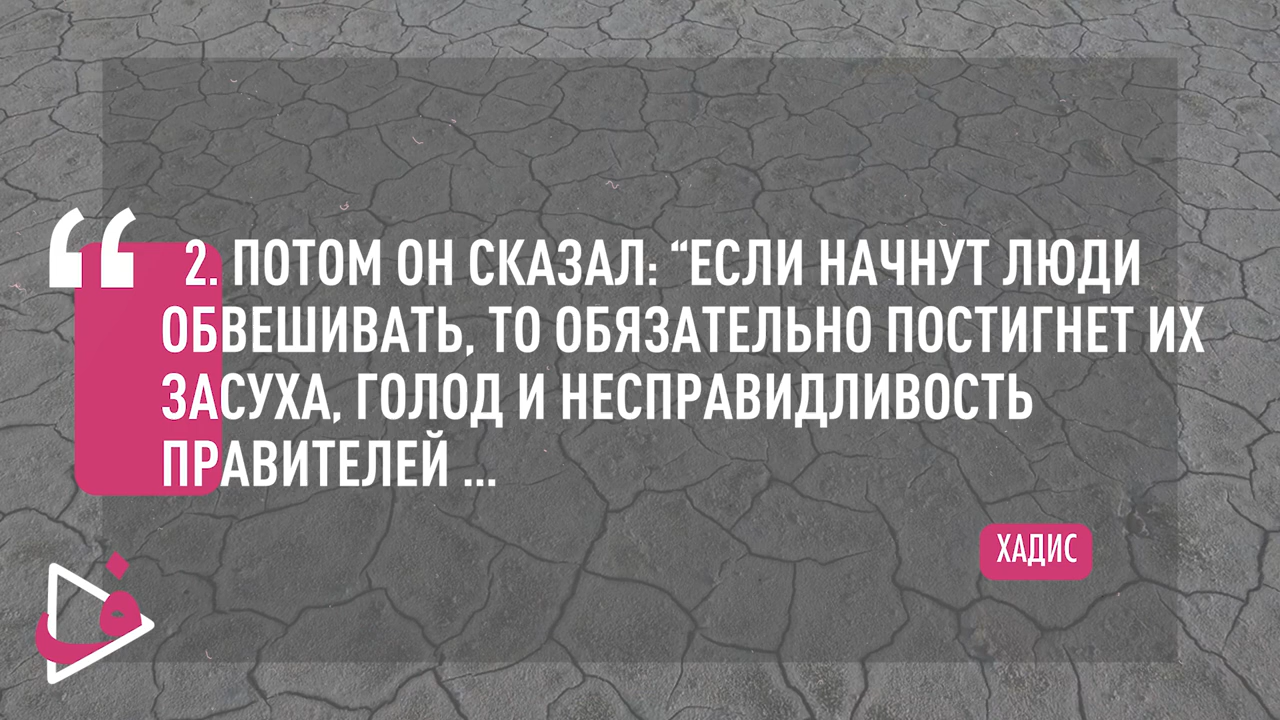 2. ПОТОМ ОН СКАЗАЛ: “ЕСЛИ НАЧНУТ ЛЮДИ
ОБВЕШИВАТЬ, ТО ОБЯЗАТЕЛЬНО ПОСТИГНЕТ ИХ
ЗАСУХА, ГОЛОД И НЕСПРАВИДЛИВОСТЬ
ПРАВИТЕЛЕЙ ...
ХАДИС
ف